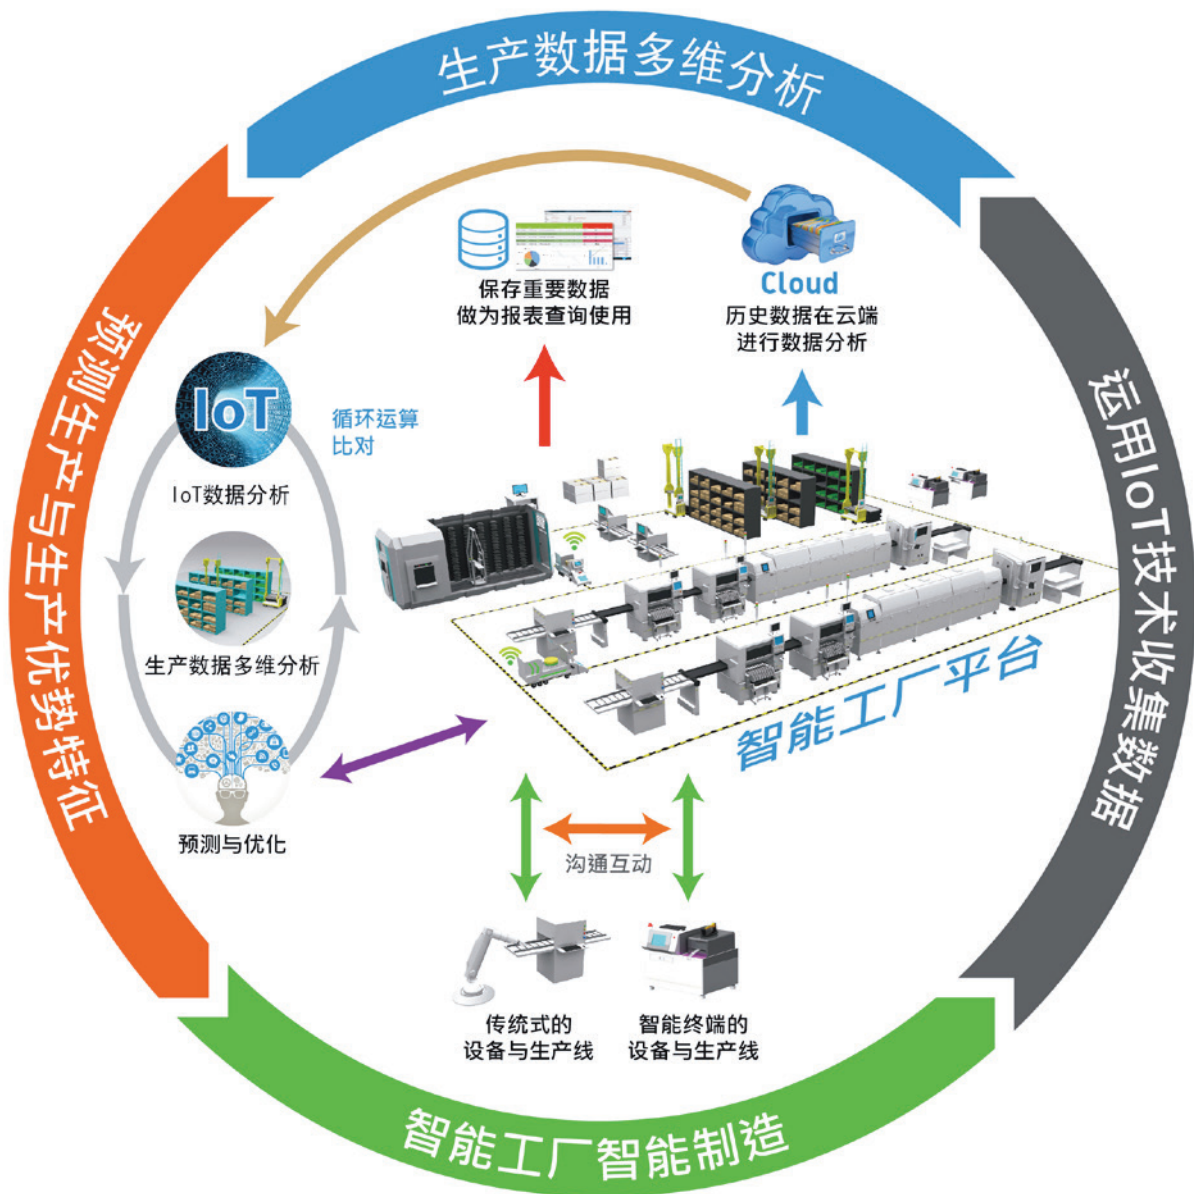 生产数据多维分析
保存重要数据
做为报表查询使用
Cloud
历史数据在云端
进行数据分析
IoT
IoT数据分析
循环运算
比对
生产数据多维分析
预测与优化
智能工厂平台
沟通互动
传统式的
设备与生产线
智能终端的
设备与生产线
预测生产与生产优势特征
运用IoT技术收集数据
智能工厂智能制造